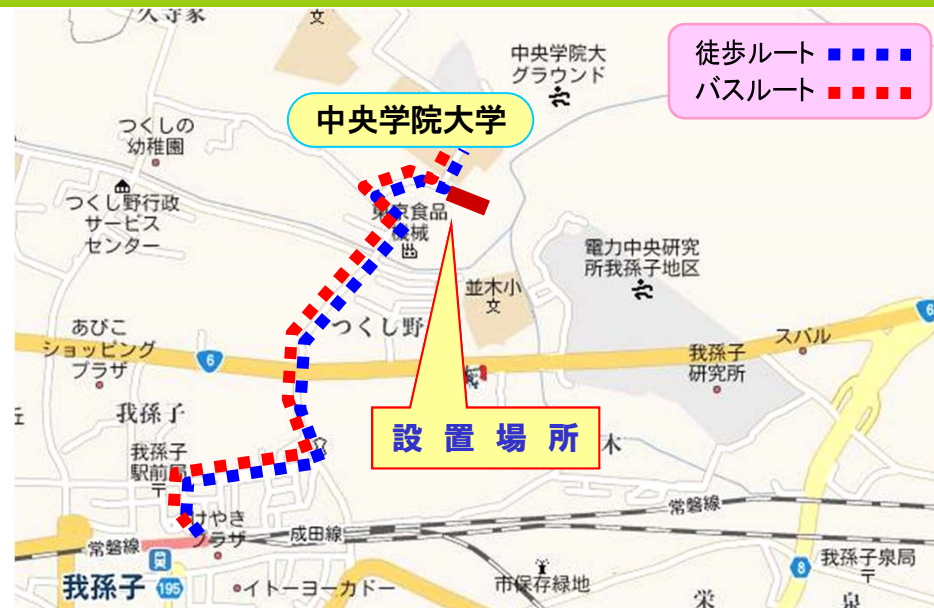 久寺家
文
中央学院大
グラウンド
徒歩ルート
バスルート
中央学院大学
つくしの
幼稚園
つくし野行政
サービス
センター
東京食品
機械
電力中央研究
所我孫子地区
並木小
文
つくし野
あびこ
ショッピング
プラザ
6
6
スバル
我孫子
研究所
我孫子
設置場所
木
我孫子
駅前局
けやき
プラザ
常磐線
成田線
常磐線
我孫子
195
イトーヨーカドー
市保存緑地
8
我孫子泉局
栄
泉